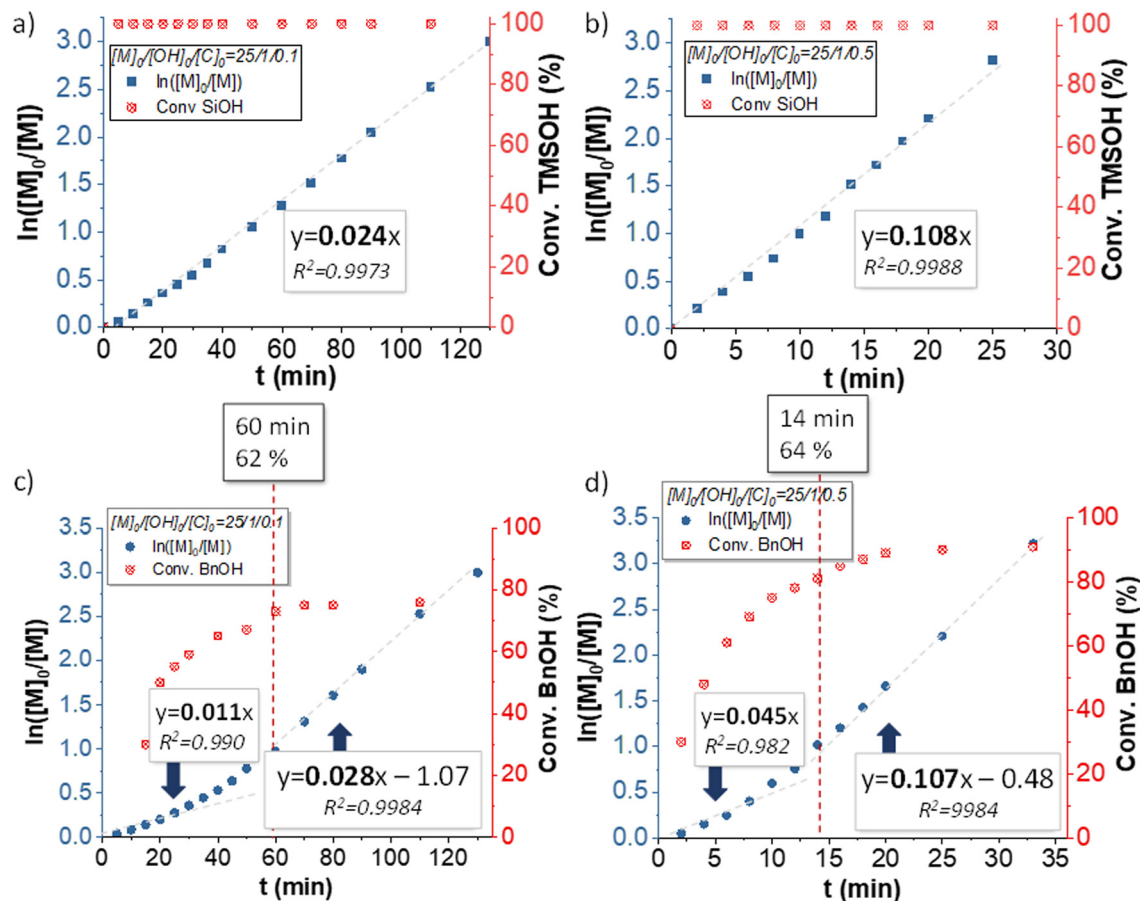 a)
[M]0/[OH]0/[C]0=25/1/0.1
ln([M]0/[M])
Conv SiOH
y=0.024x
R²=0.9973
ln([M]0/[M])
3.0
2.5
2.0
1.5
1.0
0.5
0.0
0 20 40 60 80 100 120
t (min)
100
80
60
40
20
0
Conv. TMSOH (%)
b)
[M]0/[OH]0/[C]0=25/1/0.5
ln([M]0/[M])
Conv SiOH
y=0.108x
R²=0.9988
ln([M]0/[M])
3.0
2.5
2.0
1.5
1.0
0.5
0.0
0 5 10 15 20 25 30
t (min)
100
80
60
40
20
0
Conv. TMSOH (%)
60 min
62 %
c)
[M]0/[OH]0/[C]0=25/1/0.1
ln([M]0/[M])
Conv. BnOH
y=0.011x
R²=0.990
y=0.028x − 1.07
R²=0.9984
ln([M]0/[M])
3.5
3.0
2.5
2.0
1.5
1.0
0.5
0.0
0 20 40 60 80 100 120
t (min)
100
80
60
40
20
0
Conv. BnOH (%)
14 min
64 %
d)
[M]0/[OH]0/[C]0=25/1/0.5
ln([M]0/[M])
Conv. BnOH
y=0.045x
R²=0.982
y=0.107x − 0.48
R²=9984
ln([M]0/[M])
3.5
3.0
2.5
2.0
1.5
1.0
0.5
0.0
0 5 10 15 20 25 30 35
t (min)
100
90
80
70
60
50
40
30
20
10
0
Conv. BnOH (%)